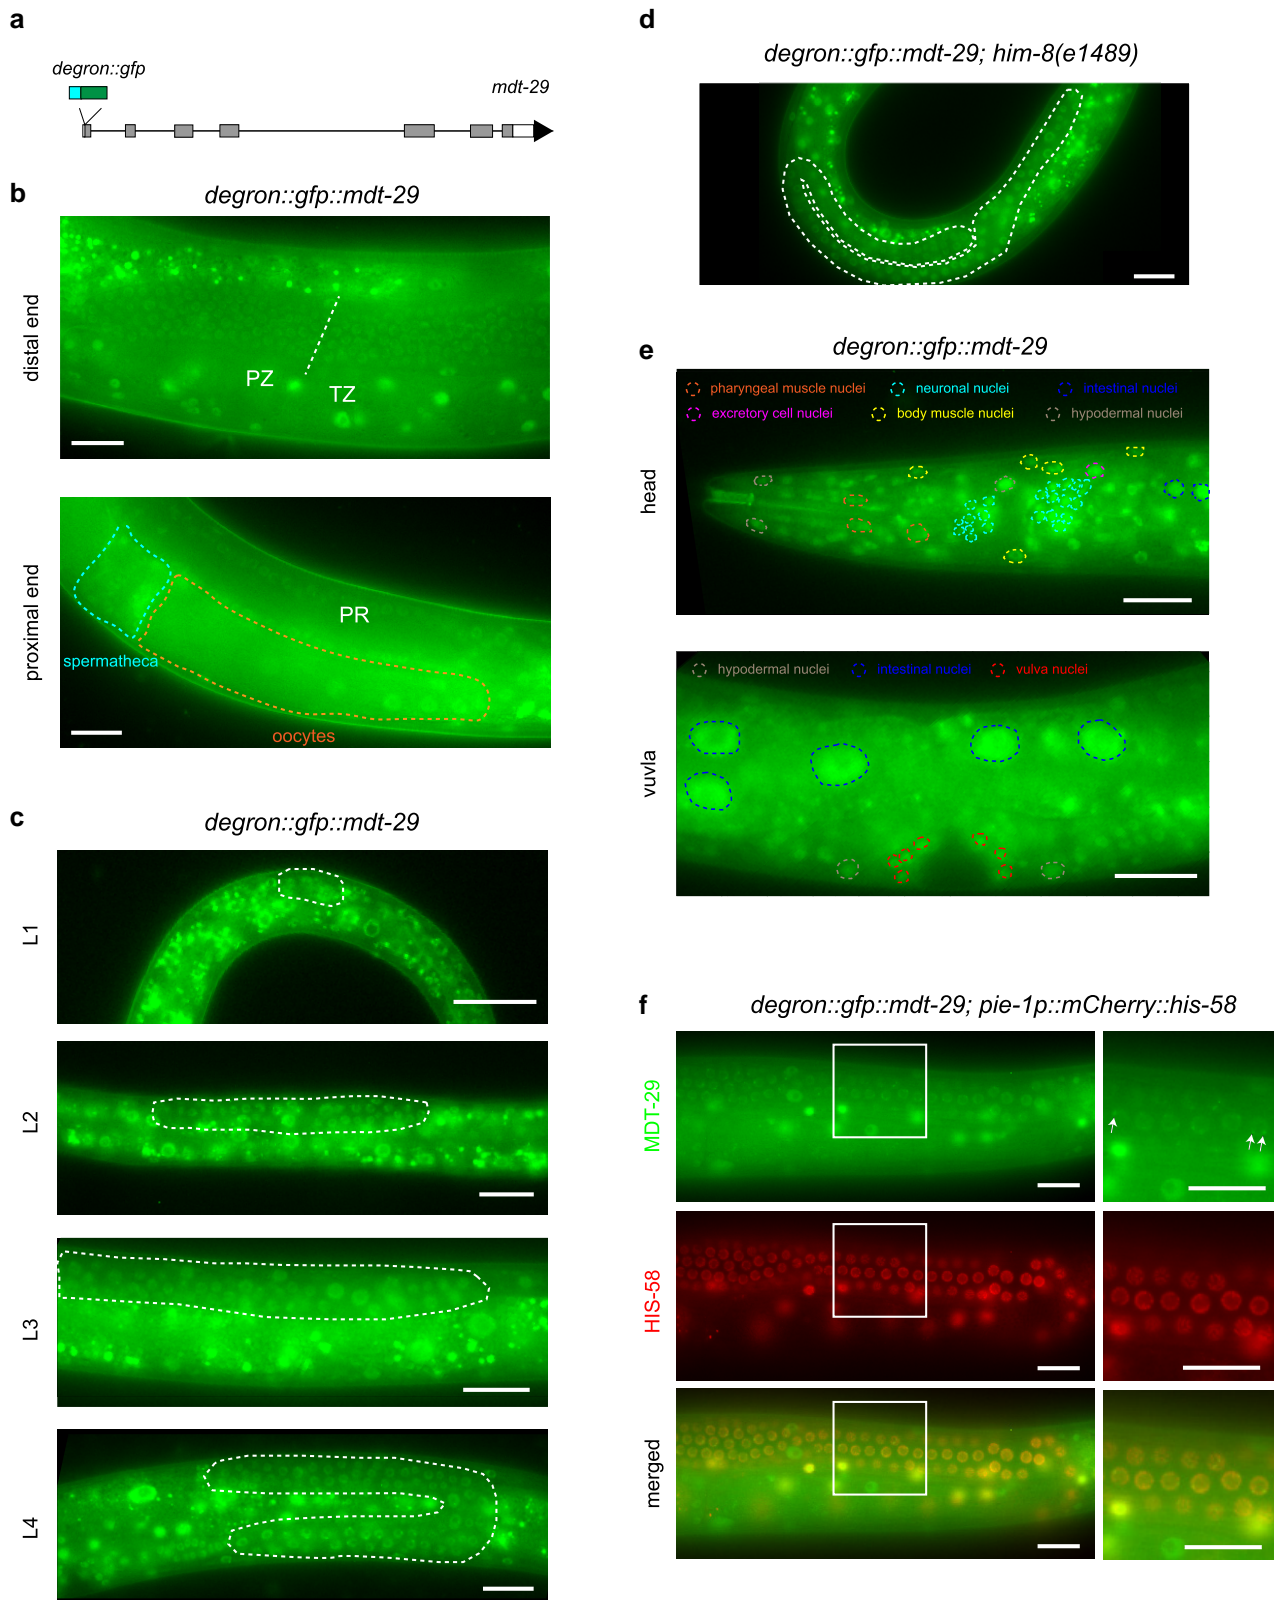 a
degron::gfp
mdt-29
b
degron::gfp::mdt-29
distal end
PZ
TZ
proximal end
PR
spermatheca
oocytes
c
degron::gfp::mdt-29
L1
L2
L3
L4
d
degron::gfp::mdt-29; him-8(e1489)
e
degron::gfp::mdt-29
head
pharyngeal muscle nuclei
neuronal nuclei
intestinal nuclei
excretory cell nuclei
body muscle nuclei
hypodermal nuclei
vuvla
hypodermal nuclei
intestinal nuclei
vulva nuclei
f
degron::gfp::mdt-29; pie-1p::mCherry::his-58
MDT-29
HIS-58
merged